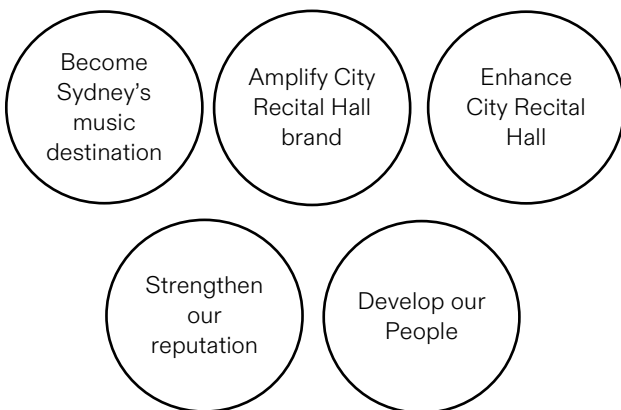 Become
Sydney's
music
destination
Amplify City
Recital Hall
brand
Enhance
City Recital
Hall
Strengthen
our
reputation
Develop our
People